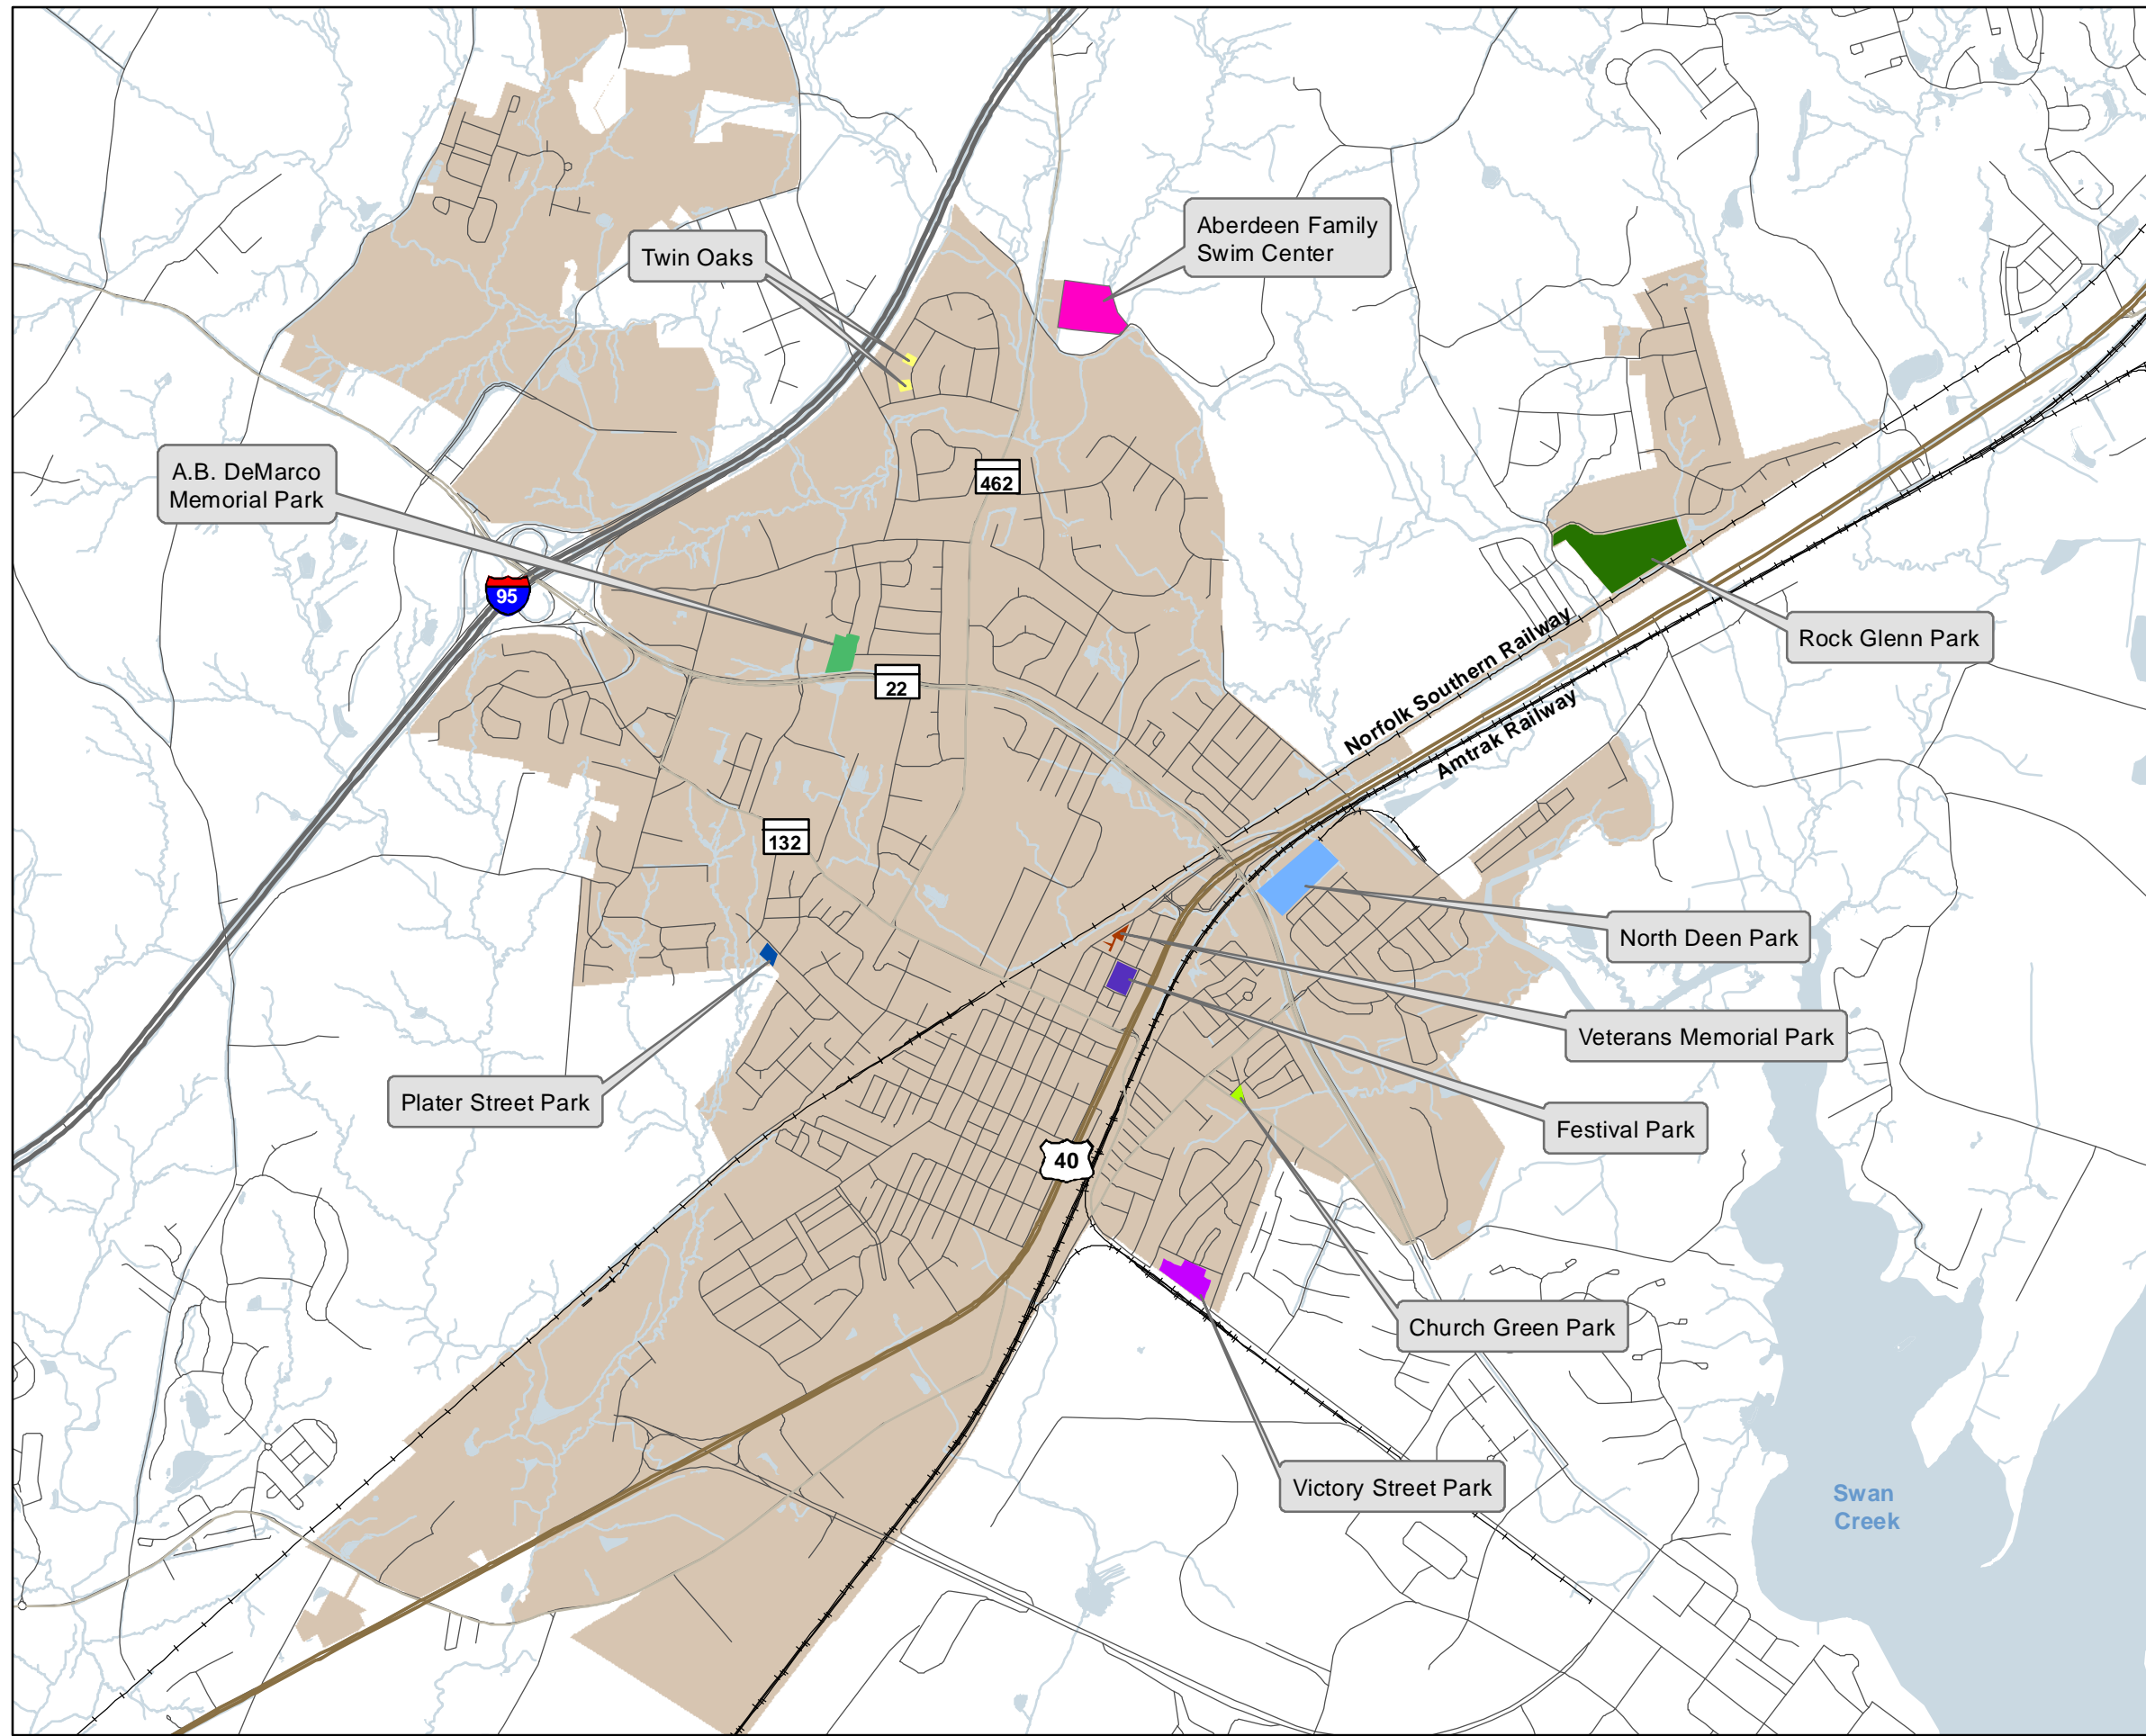 Aberdeen Family
Swim Center
Twin Oaks
A.B. DeMarco
Memorial Park
462
95
Rock Glenn Park
22
Norfolk Southern Railway
Amtrak Railway
132
North Deen Park
Veterans Memorial Park
Plater Street Park
Festival Park
40
Church Green Park
Victory Street Park
Swan
Creek